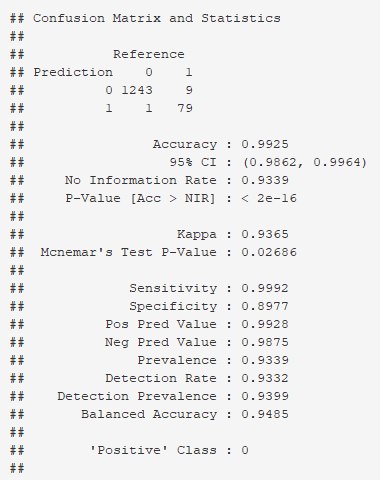 ## Confusion Matrix and Statistics
##
##           Reference
## Prediction    0    1
##          0 1243    9
##          1    1   79
##
##                Accuracy : 0.9925
##                  95% CI : (0.9862, 0.9964)
##     No Information Rate : 0.9339
##     P-Value [Acc > NIR] : < 2e-16
##
##                   Kappa : 0.9365
##  Mcnemar's Test P-Value : 0.02686
##
##             Sensitivity : 0.9992
##             Specificity : 0.8977
##          Pos Pred Value : 0.9928
##          Neg Pred Value : 0.9875
##              Prevalence : 0.9339
##          Detection Rate : 0.9332
##    Detection Prevalence : 0.9399
##       Balanced Accuracy : 0.9485
##
##        'Positive' Class : 0
##